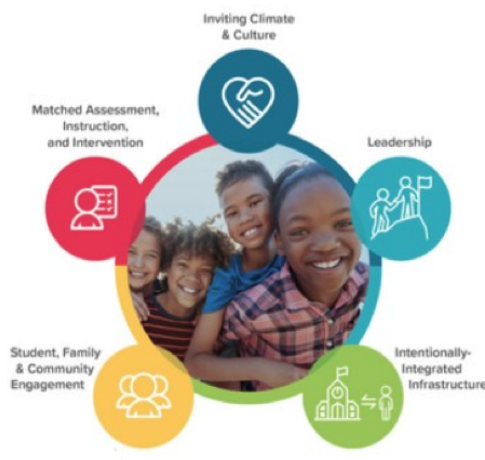 Inviting Climate
& Culture
Matched Assessment,
Instruction,
and Intervention
Leadership
Student, Family
& Community
Engagement
Intentionally-
Integrated
Infrastructure